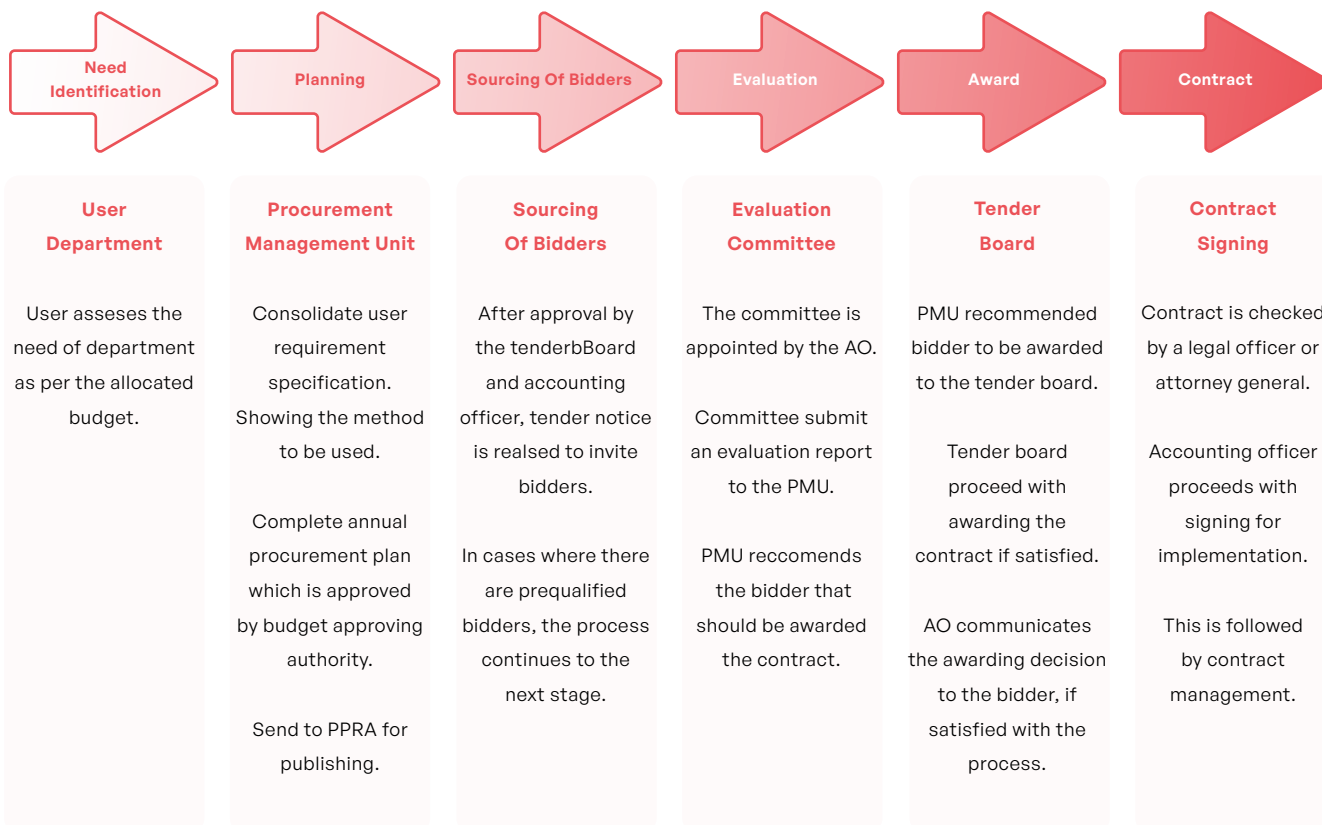 Need
Identification
Planning
Sourcing Of Bidders
Evaluation
Award
Contract
User
Department
User asseses the
need of department
as per the allocated
budget.
Procurement
Management Unit
Consolidate user
requirement
specification.
Showing the method
to be used.
Complete annual
procurement plan
which is approved
by budget approving
authority.
Send to PPRA for
publishing.
Sourcing
Of Bidders
After approval by
the tenderbBoard
and accounting
officer, tender notice
is realsed to invite
bidders.
In cases where there
are prequalified
bidders, the process
continues to the
next stage.
Evaluation
Committee
The committee is
appointed by the AO.
Committee submit
an evaluation report
to the PMU.
PMU reccomends
the bidder that
should be awarded
the contract.
Tender
Board
PMU recommended
bidder to be awarded
to the tender board.
Tender board
proceed with
awarding the
contract if satisfied.
AO communicates
the awarding decision
to the bidder, if
satisfied with the
process.
Contract
Signing
Contract is checked
by a legal officer or
attorney general.
Accounting officer
proceeds with
signing for
implementation.
This is followed
by contract
management.